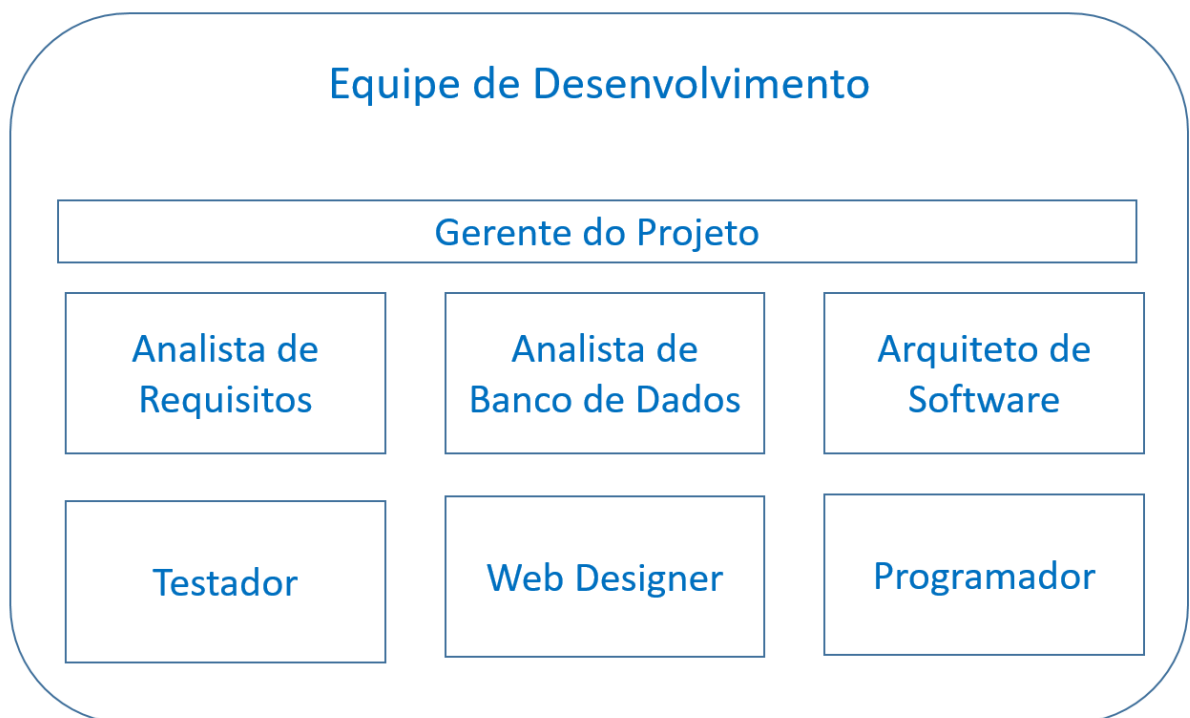 Equipe de Desenvolvimento
Gerente do Projeto
Analista de
Requisitos
Analista de
Banco de Dados
Arquiteto de
Software
Testador
Web Designer
Programador